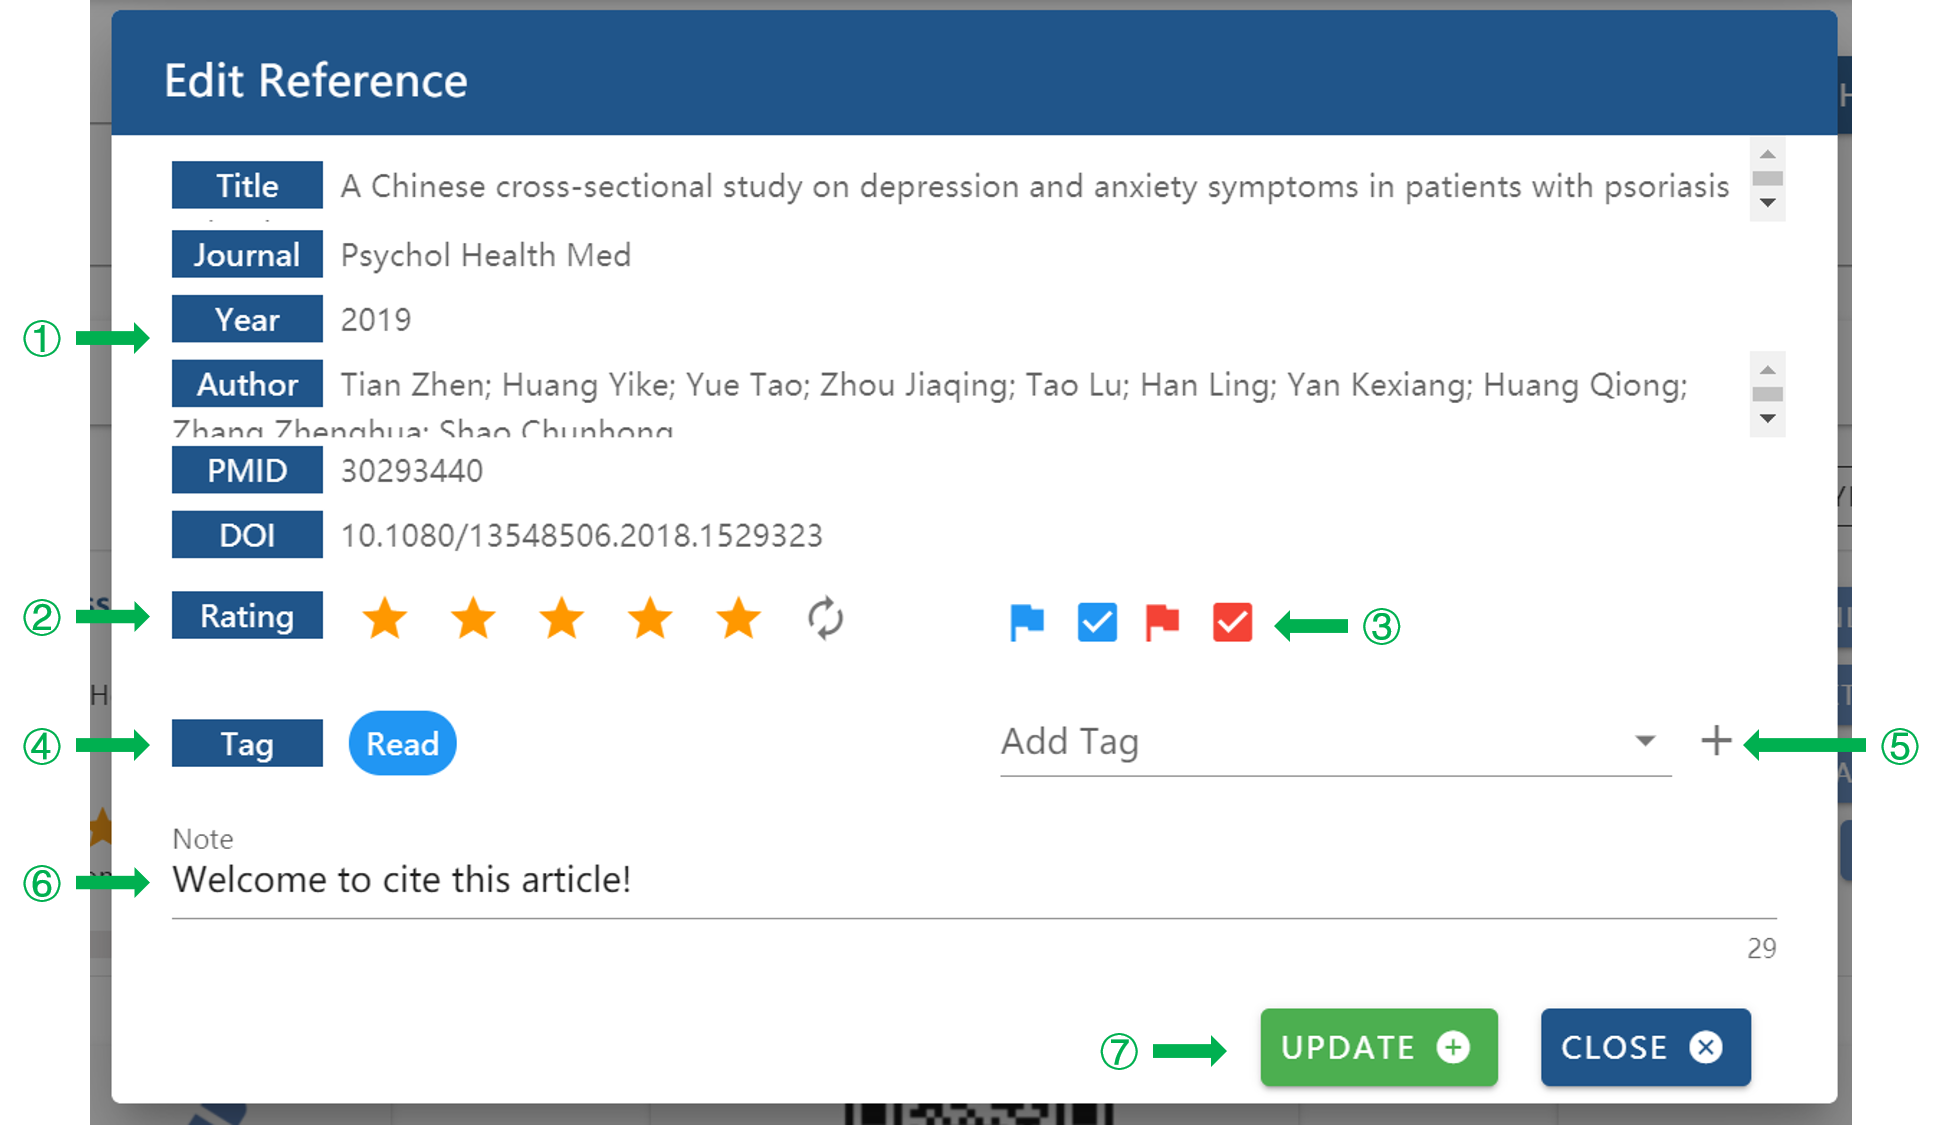 Edit Reference
Title A Chinese cross-sectional study on depression and anxiety symptoms in patients with psoriasis
Journal Psychol Health Med
① Year 2019
Author Tian Zhen; Huang Yike; Yue Tao; Zhou Jiaqing; Tao Lu; Han Ling; Yan Kexiang; Huang Qiong;
Zhang Zhenghua; Shao Chunhong
PMID 30293440
DOI 10.1080/13548506.2018.1529323
② Rating ③
④ Tag Read Add Tag + ⑤
Note
⑥ Welcome to cite this article!
29
⑦ UPDATE CLOSE